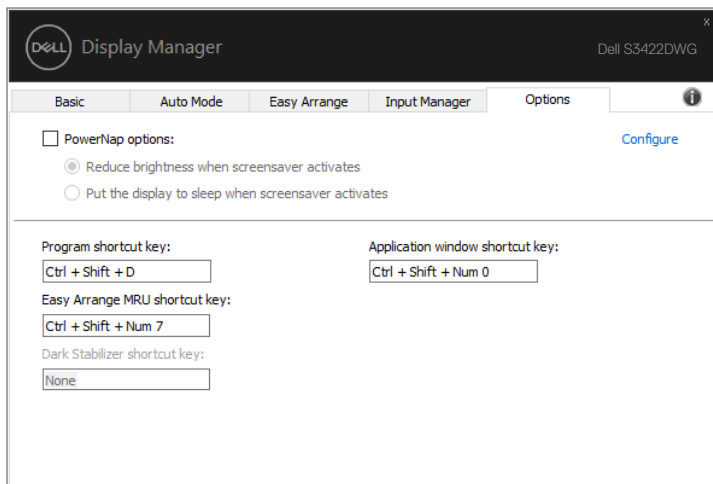 x
DELL Display Manager
Dell S3422DWG
Basic Auto Mode Easy Arrange Input Manager Options i
PowerNap options: Configure
Reduce brightness when screensaver activates
Put the display to sleep when screensaver activates
Program shortcut key: Application window shortcut key:
Ctrl + Shift + D Ctrl + Shift + Num 0
Easy Arrange MRU shortcut key:
Ctrl + Shift + Num 7
Dark Stabilizer shortcut key:
None